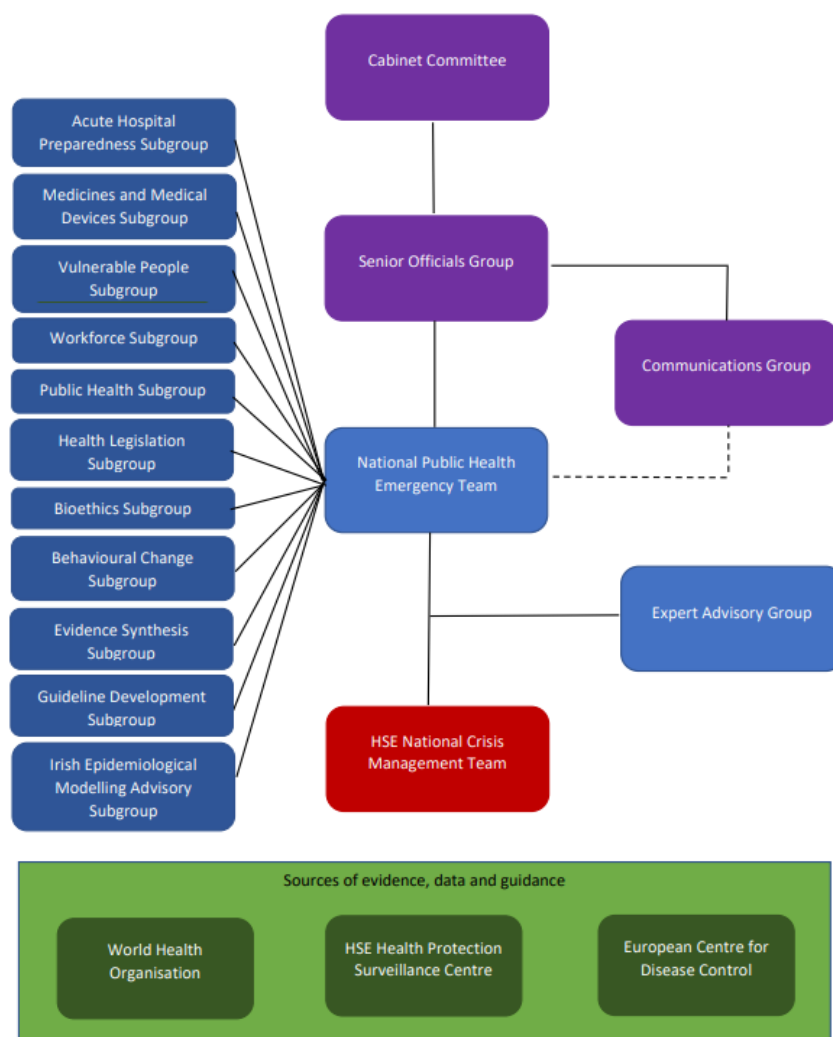 Cabinet Committee
Acute Hospital
Preparedness Subgroup
Medicines and Medical
Devices Subgroup
Vulnerable People
Subgroup
Workforce Subgroup
Public Health Subgroup
Health Legislation
Subgroup
Bioethics Subgroup
Behavioural Change
Subgroup
Evidence Synthesis
Subgroup
Guideline Development
Subgroup
Irish Epidemiological
Modelling Advisory
Subgroup
Senior Officials Group
Communications Group
National Public Health
Emergency Team
Expert Advisory Group
HSE National Crisis
Management Team
Sources of evidence, data and guidance
World Health
Organisation
HSE Health Protection
Surveillance Centre
European Centre for
Disease Control